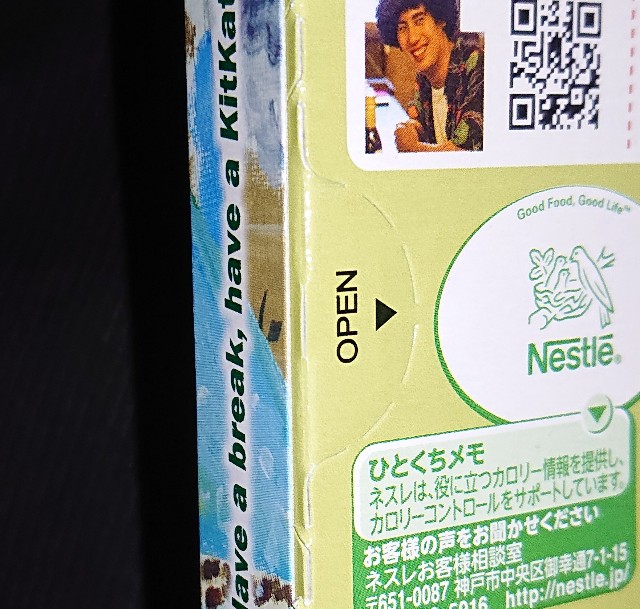 Have a break, have a KitKat
OPEN
Good Food, Good Life™
Nestlé®
ひとくちメモ
ネスレは、役に立つカロリー情報を提供し、
カロリーコントロールをサポートしています。
お客様の声をお聞かせください
ネスレお客様相談室
〒651-0087 神戸市中央区御幸通7-1-15
http://nestle.jp/